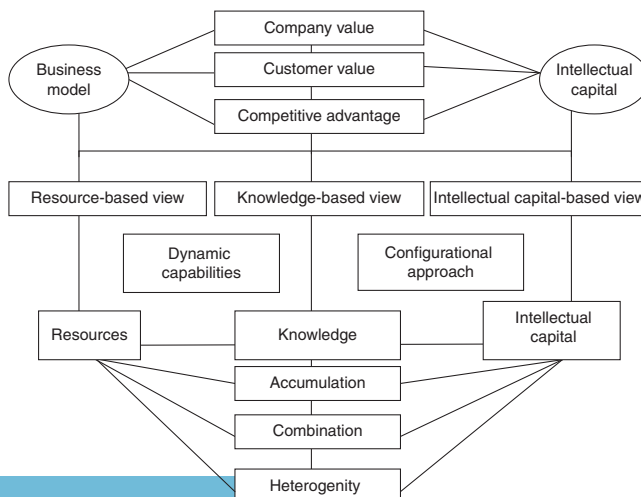 Company value
Business
model
Customer value
Intellectual
capital
Competitive advantage
Resource-based view
Knowledge-based view
Intellectual capital-based view
Dynamic
capabilities
Configurational
approach
Resources
Knowledge
Intellectual
capital
Accumulation
Combination
Heterogenity